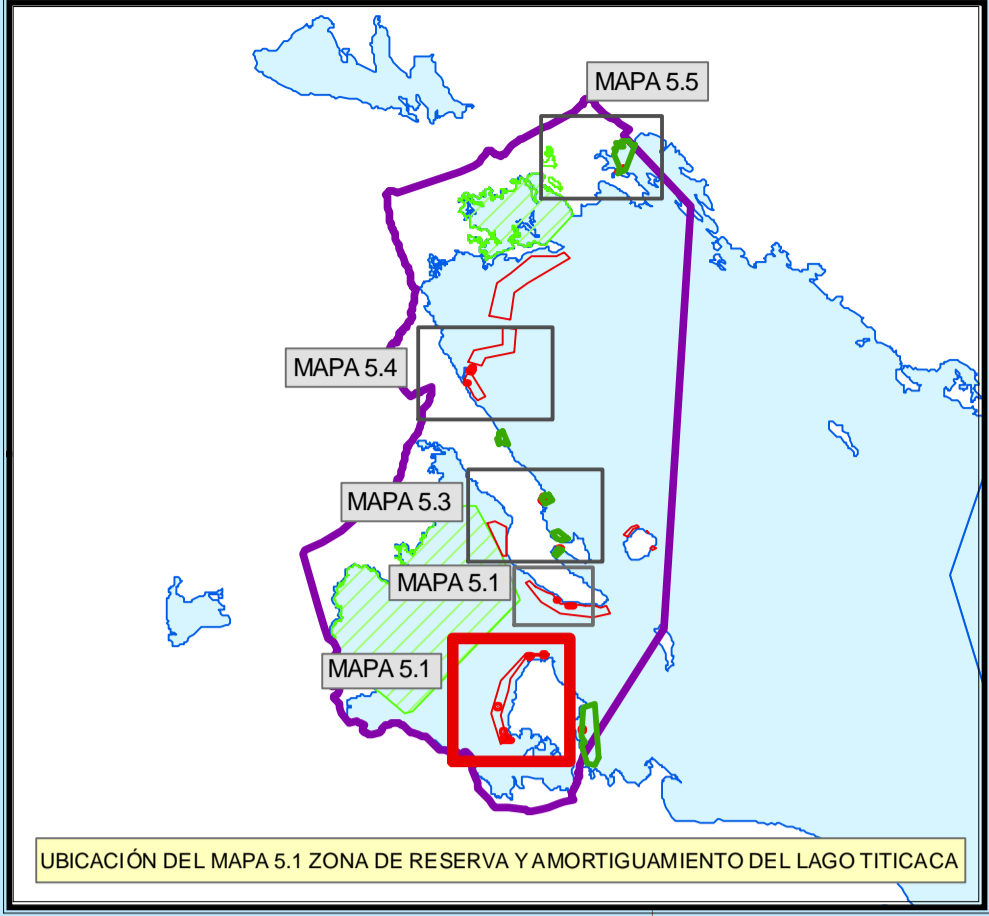 MAPA 5.5
MAPA 5.4
MAPA 5.3
MAPA 5.1
MAPA 5.1
UBICACIÓN DEL MAPA 5.1 ZONA DE RESERVA Y AMORTIGUAMIENTO DEL LAGO TITICACA